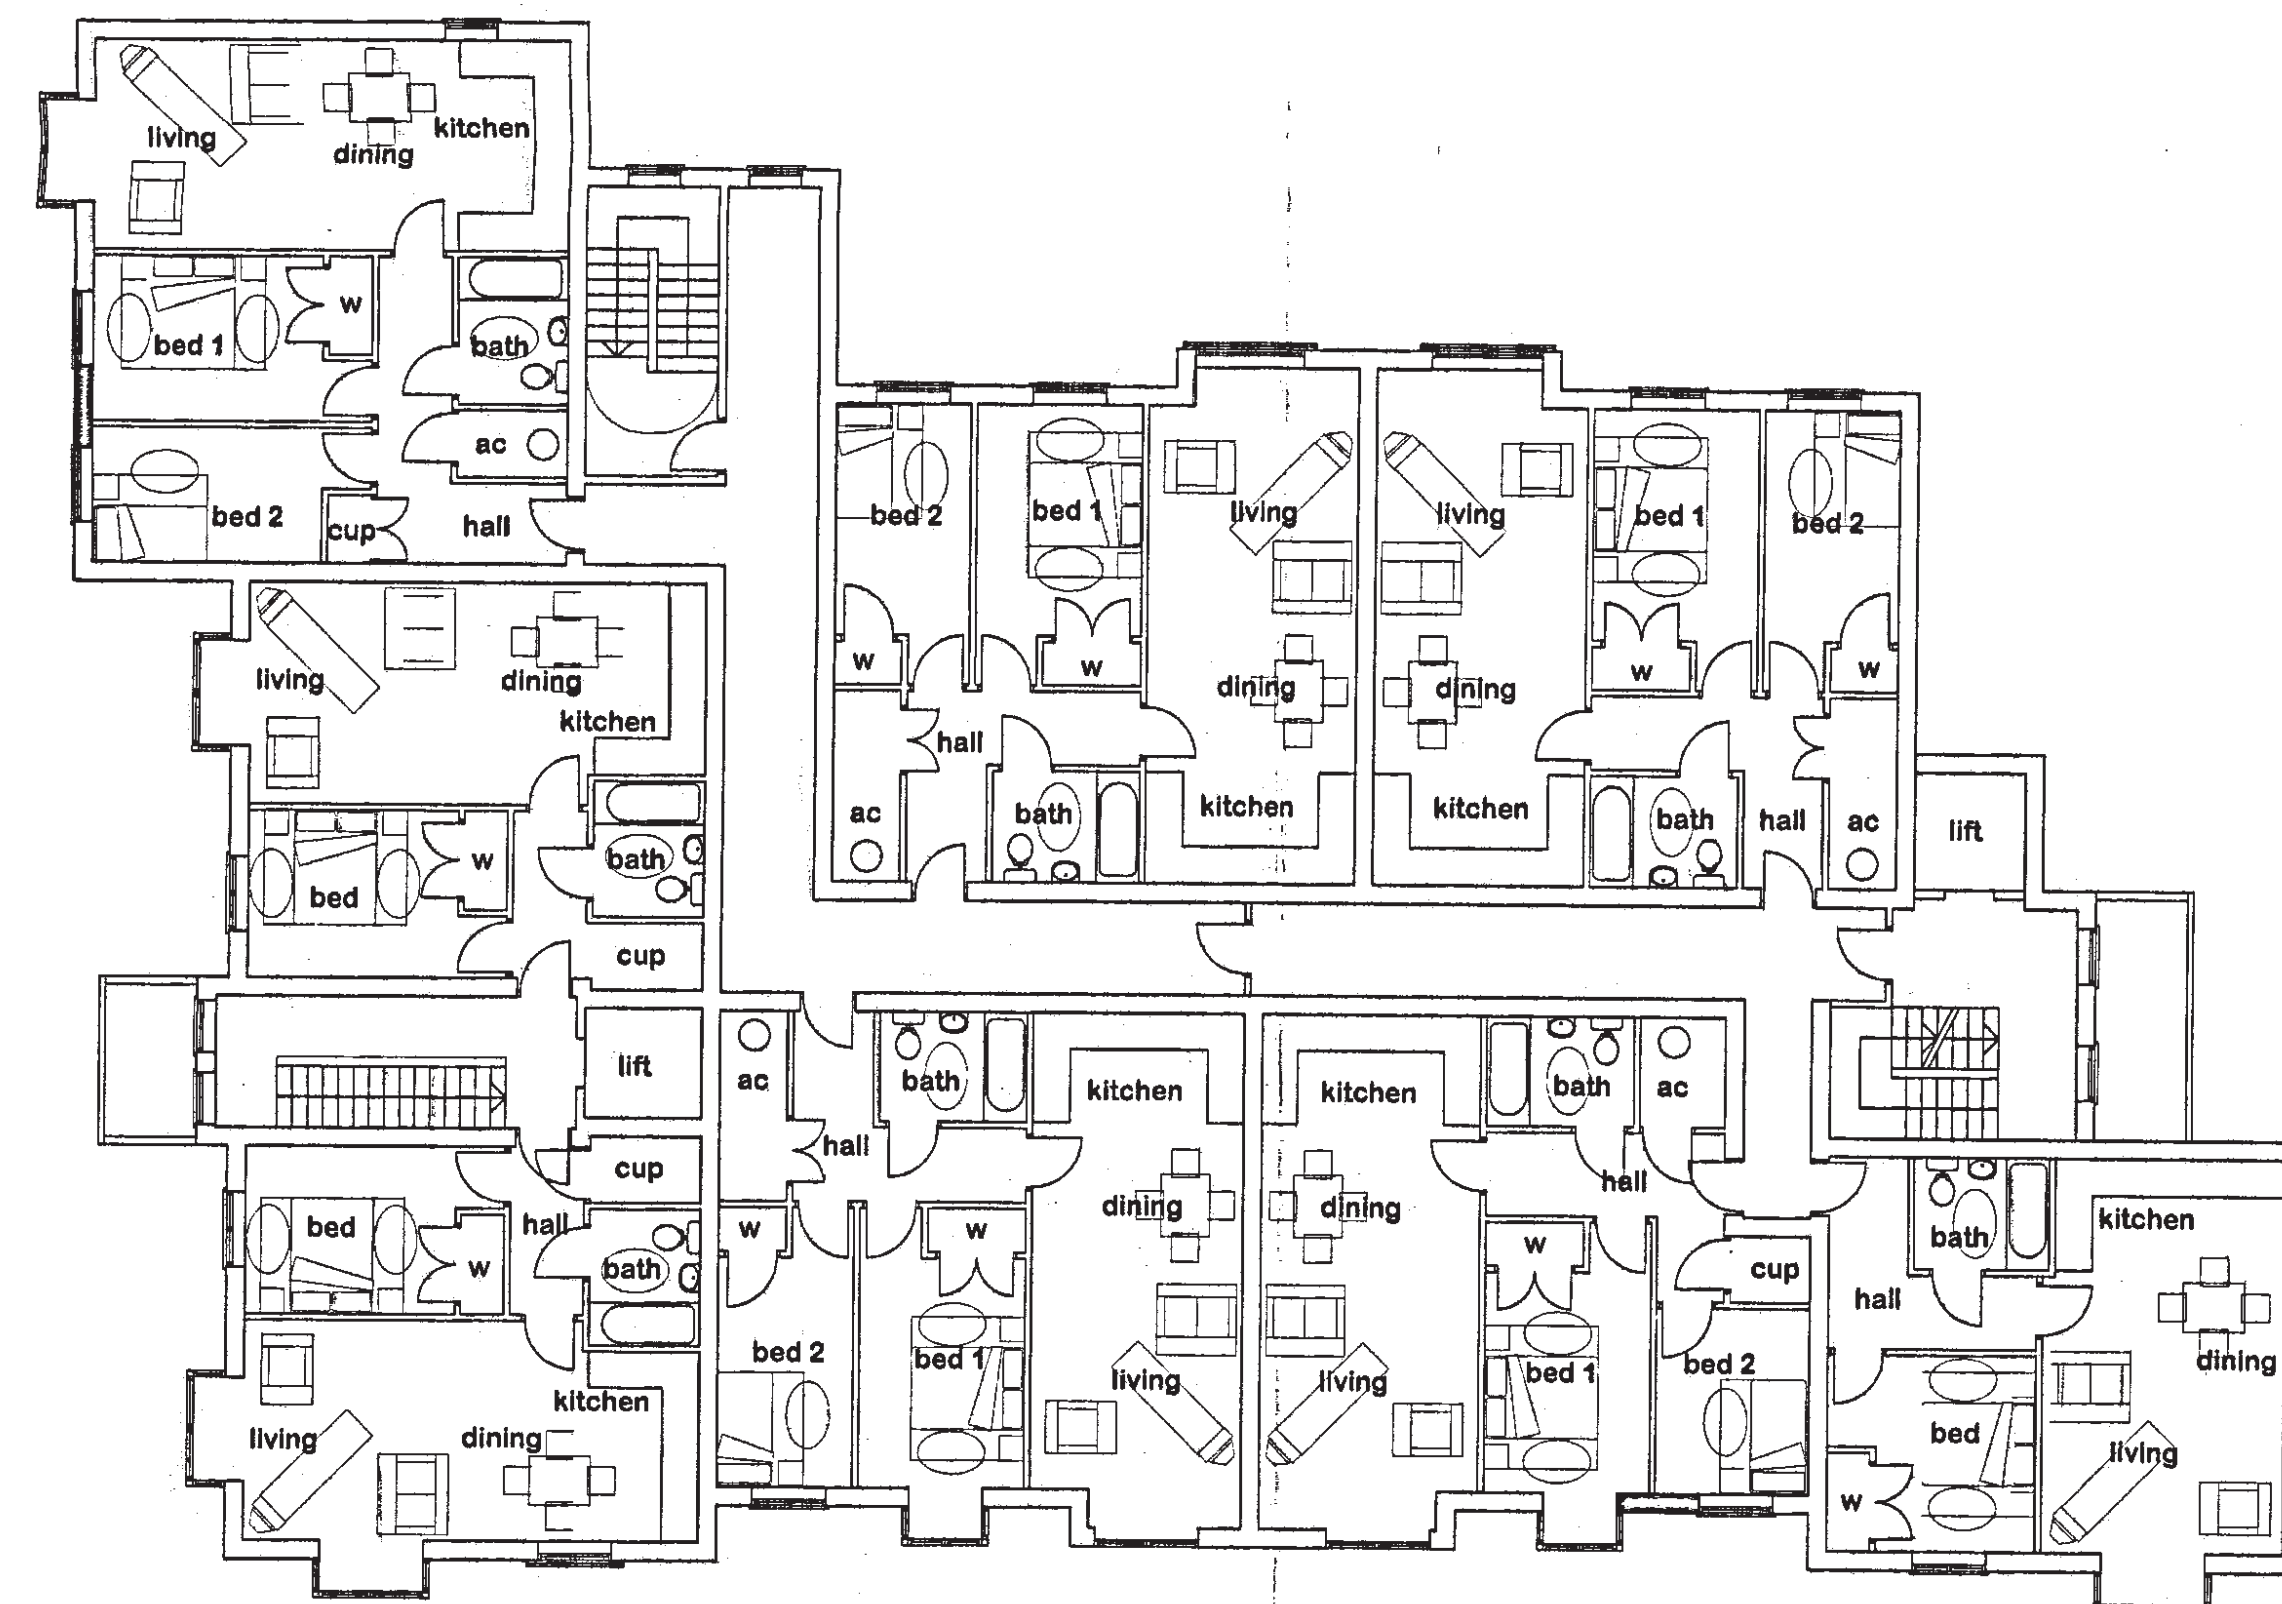 living
dining
kitchen
bed 1
w
bath
bed 2
cup
hall
ac
living
dining
kitchen
bed
w
bath
cup
lift
cup
bed
hall
w
bath
kitchen
living
dining
bed 2
bed 1
living
w
w
dining
hall
ac
bath
kitchen
living
bed 1
bed 2
dining
w
w
kitchen
bath
hall
ac
lift
ac
bath
kitchen
hall
w
w
dining
bed 2
bed 1
living
kitchen
bath
ac
hall
dining
w
cup
living
bed 1
bed 2
bath
kitchen
hall
dining
bed
living
w